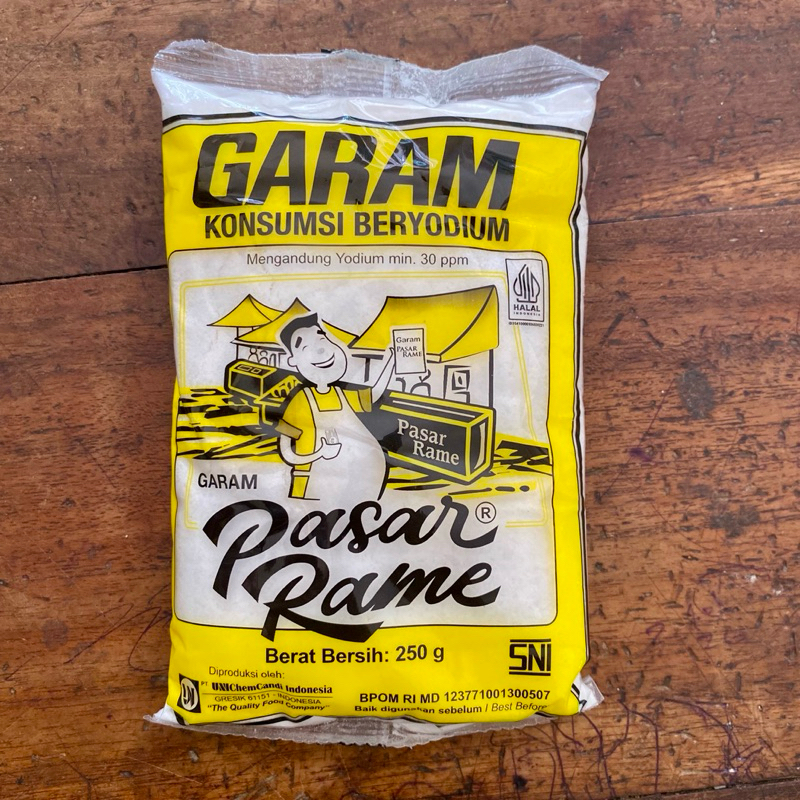 GARAM
KONSUMSI BERYODIUM
Mengandung Yodium min. 30 ppm
HALAL
INDONESIA
Garam
PASAR
RAME
Pasar
Rame
GARAM
Pasar®
Rame
Berat Bersih: 250 g
SNI
Diproduksi oleh:
PT UNIChemCandi Indonesia
GRESIK 61151 - INDONESIA
"The Quality Food Company"
BPOM RI MD 123771001300507
Baik digunakan sebelum / Best Before